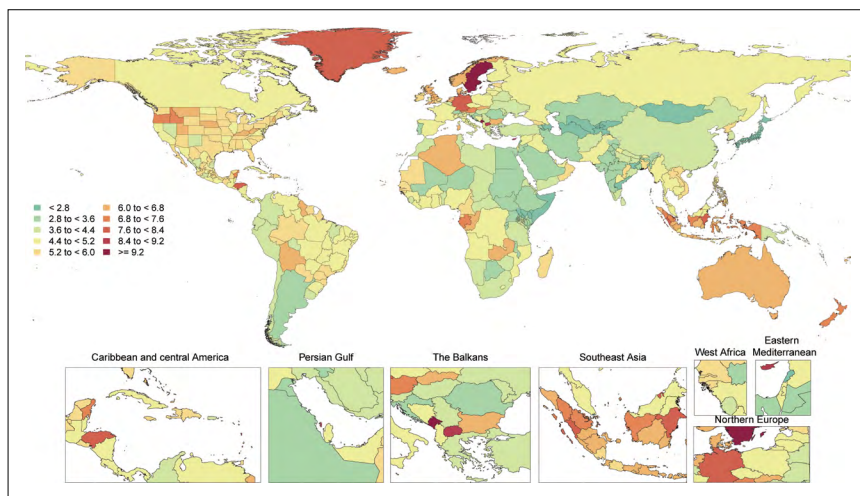 < 2.8
2.8 to < 3.6
3.6 to < 4.4
4.4 to < 5.2
5.2 to < 6.0
6.0 to < 6.8
6.8 to < 7.6
7.6 to < 8.4
8.4 to < 9.2
>= 9.2
Caribbean and central America
Persian Gulf
The Balkans
Southeast Asia
West Africa
Eastern
Mediterranean
Northern Europe